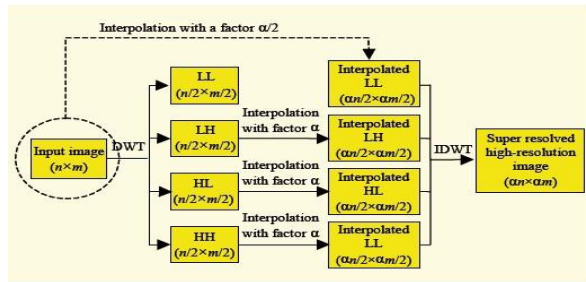 Interpolation with a factor α/2
LL
(n/2×m/2)
Interpolated
LL
(αn/2×αm/2)
Input image
(n×m)
DWT
LH
(n/2×m/2)
Interpolation
with factor α
Interpolated
LH
(αn/2×αm/2)
IDWT
Super resolved
high-resolution
image
(αn×αm)
HL
(n/2×m/2)
Interpolation
with factor α
Interpolated
HL
(αn/2×αm/2)
HH
(n/2×m/2)
Interpolation
with factor α
Interpolated
LL
(αn/2×αm/2)